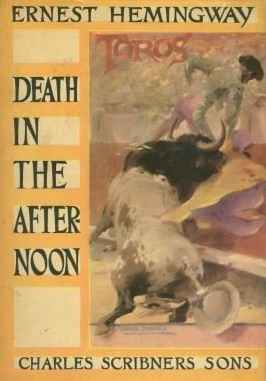 ERNEST HEMINGWAY
TOROS
DEATH
IN
THE
AFTER-
NOON
CHARLES SCRIBNERS SONS